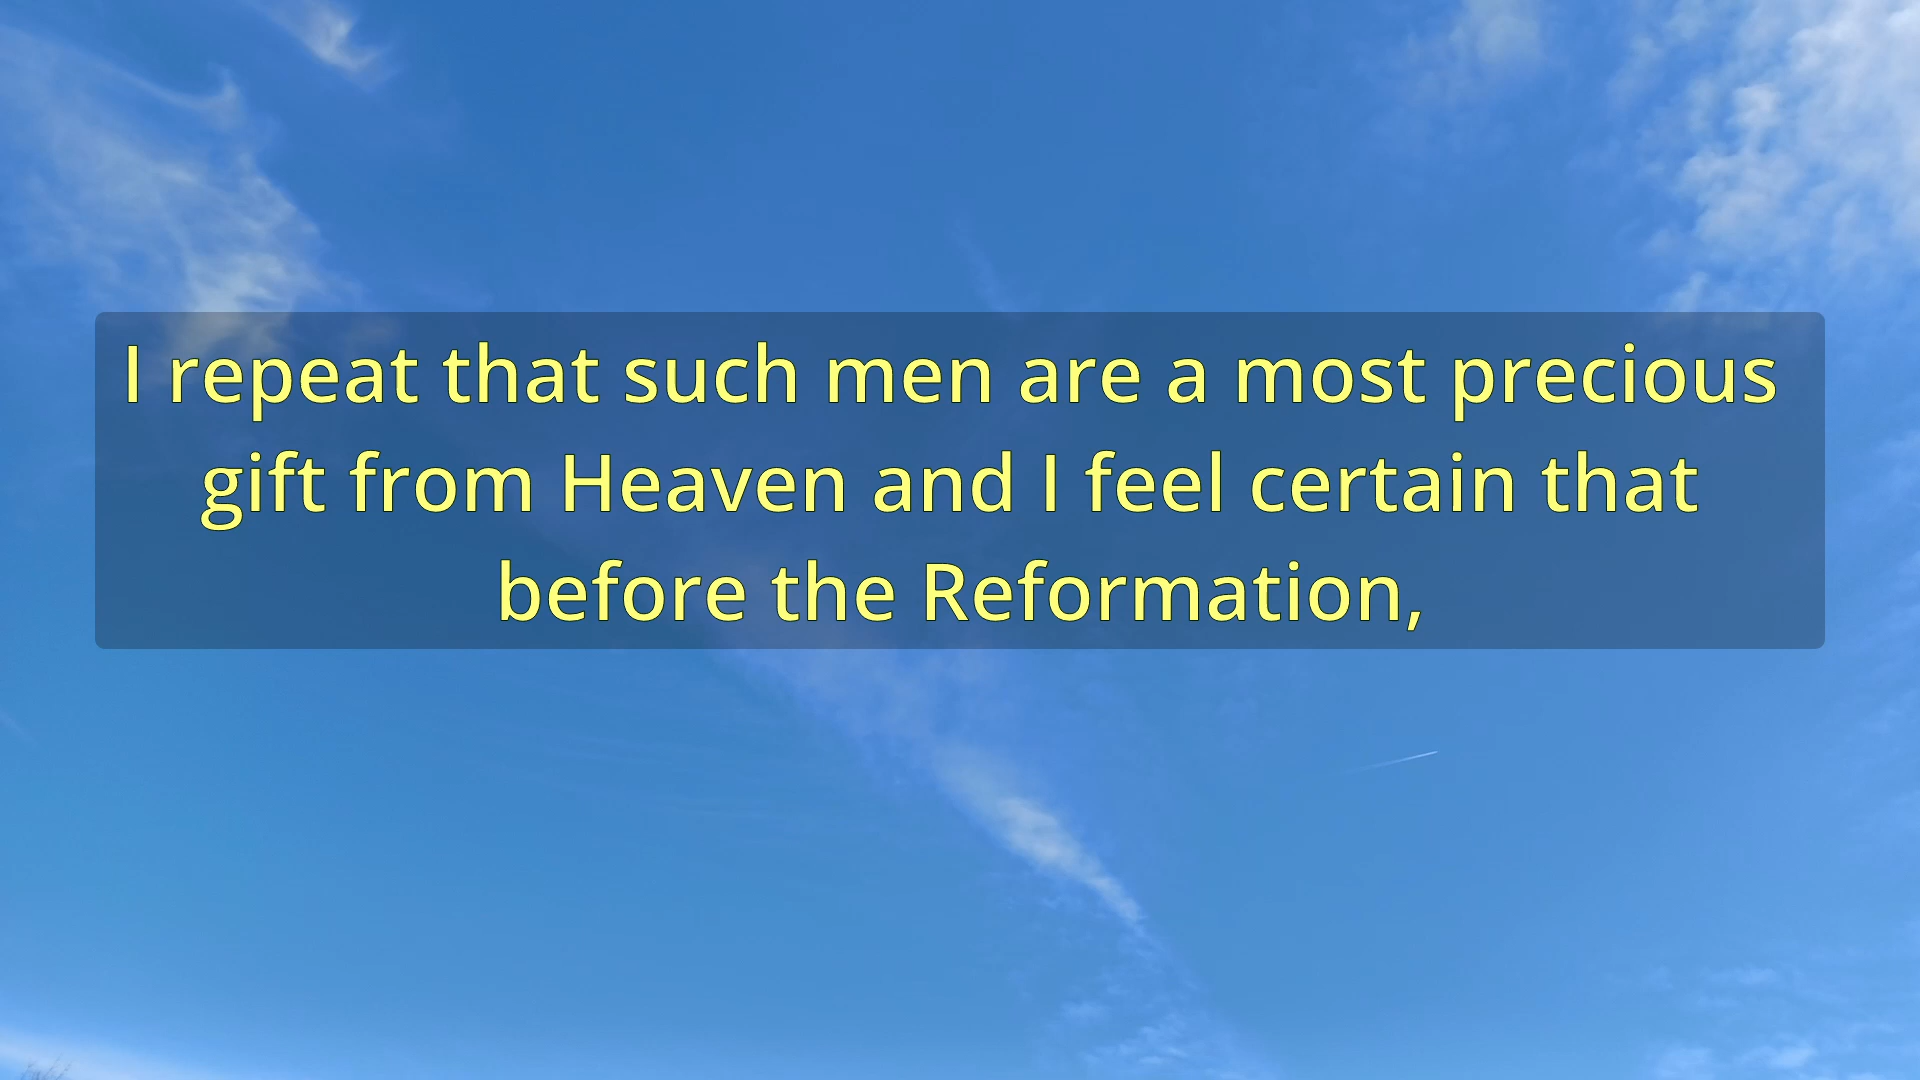 I repeat that such men are a most precious
gift from Heaven and I feel certain that
before the Reformation,